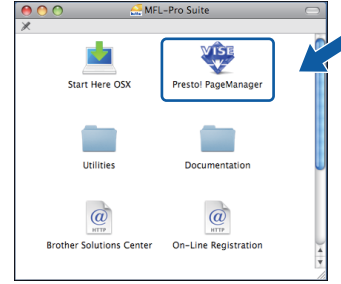 MFL-Pro Suite
VISE
Start Here OSX
Presto! PageManager
Utilities
Documentation
@
HTTP
@
HTTP
Brother Solutions Center
On-Line Registration